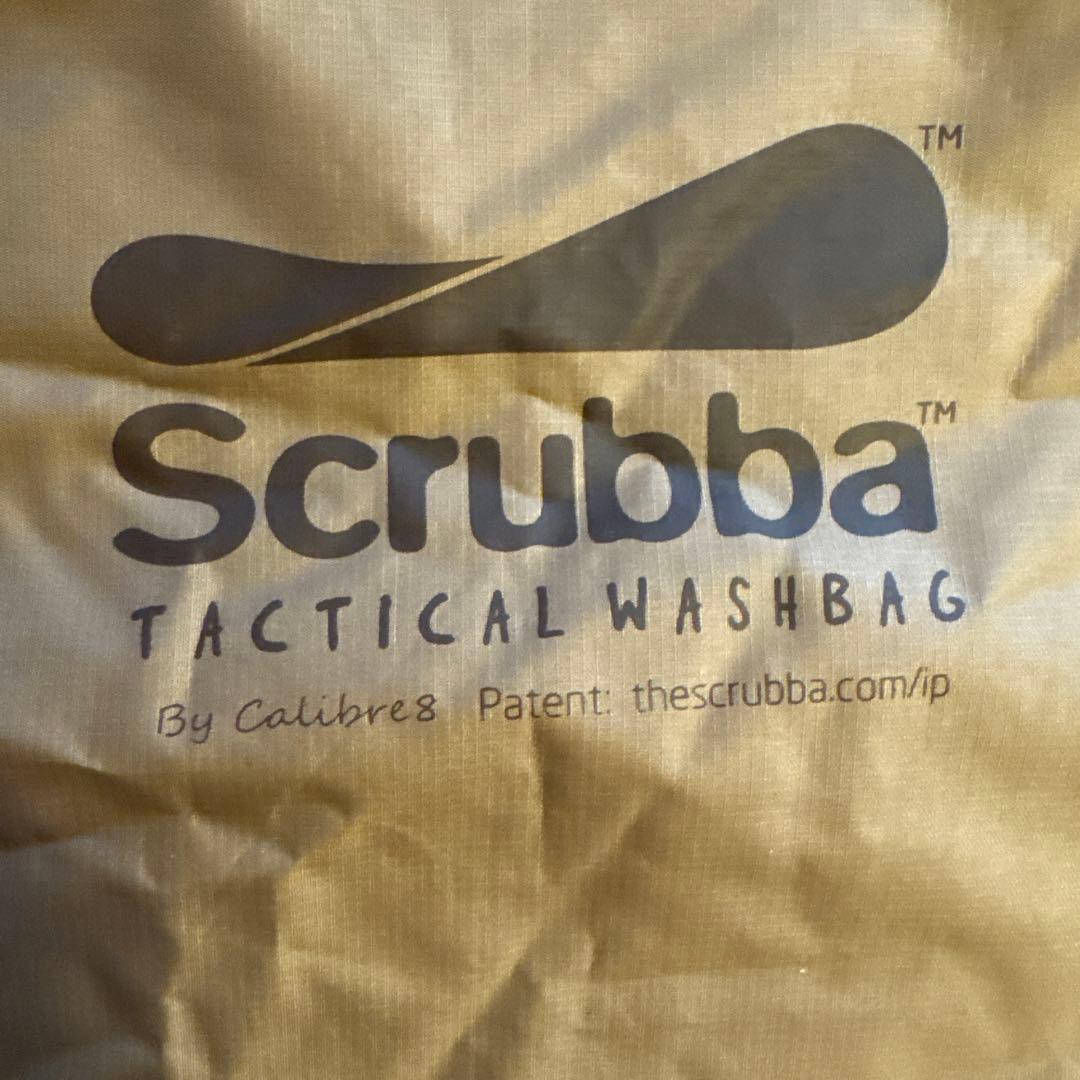 TM
Scrubba™
TACTICAL WASHBAG
By Calibre8 Patent: thescrubba.com/ip